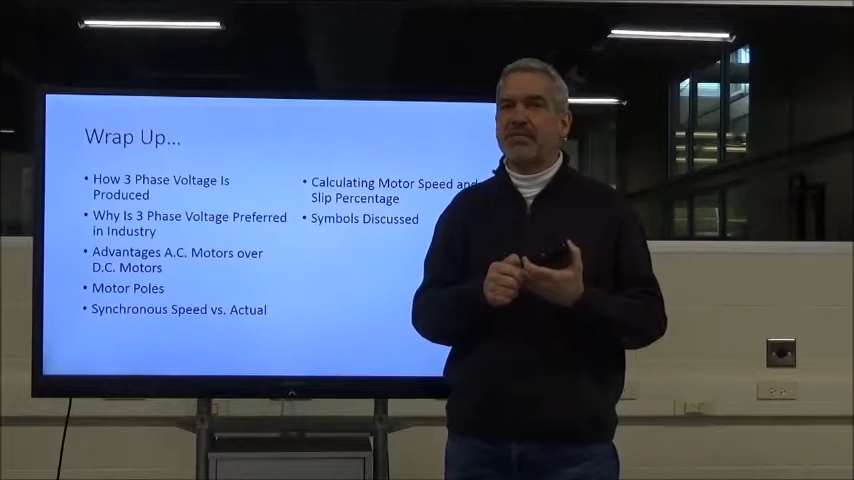 Wrap Up...
• How 3 Phase Voltage Is
Produced
• Why Is 3 Phase Voltage Preferred
in Industry
• Advantages A.C. Motors over
D.C. Motors
• Motor Poles
• Synchronous Speed vs. Actual
• Calculating Motor Speed and
Slip Percentage
• Symbols Discussed